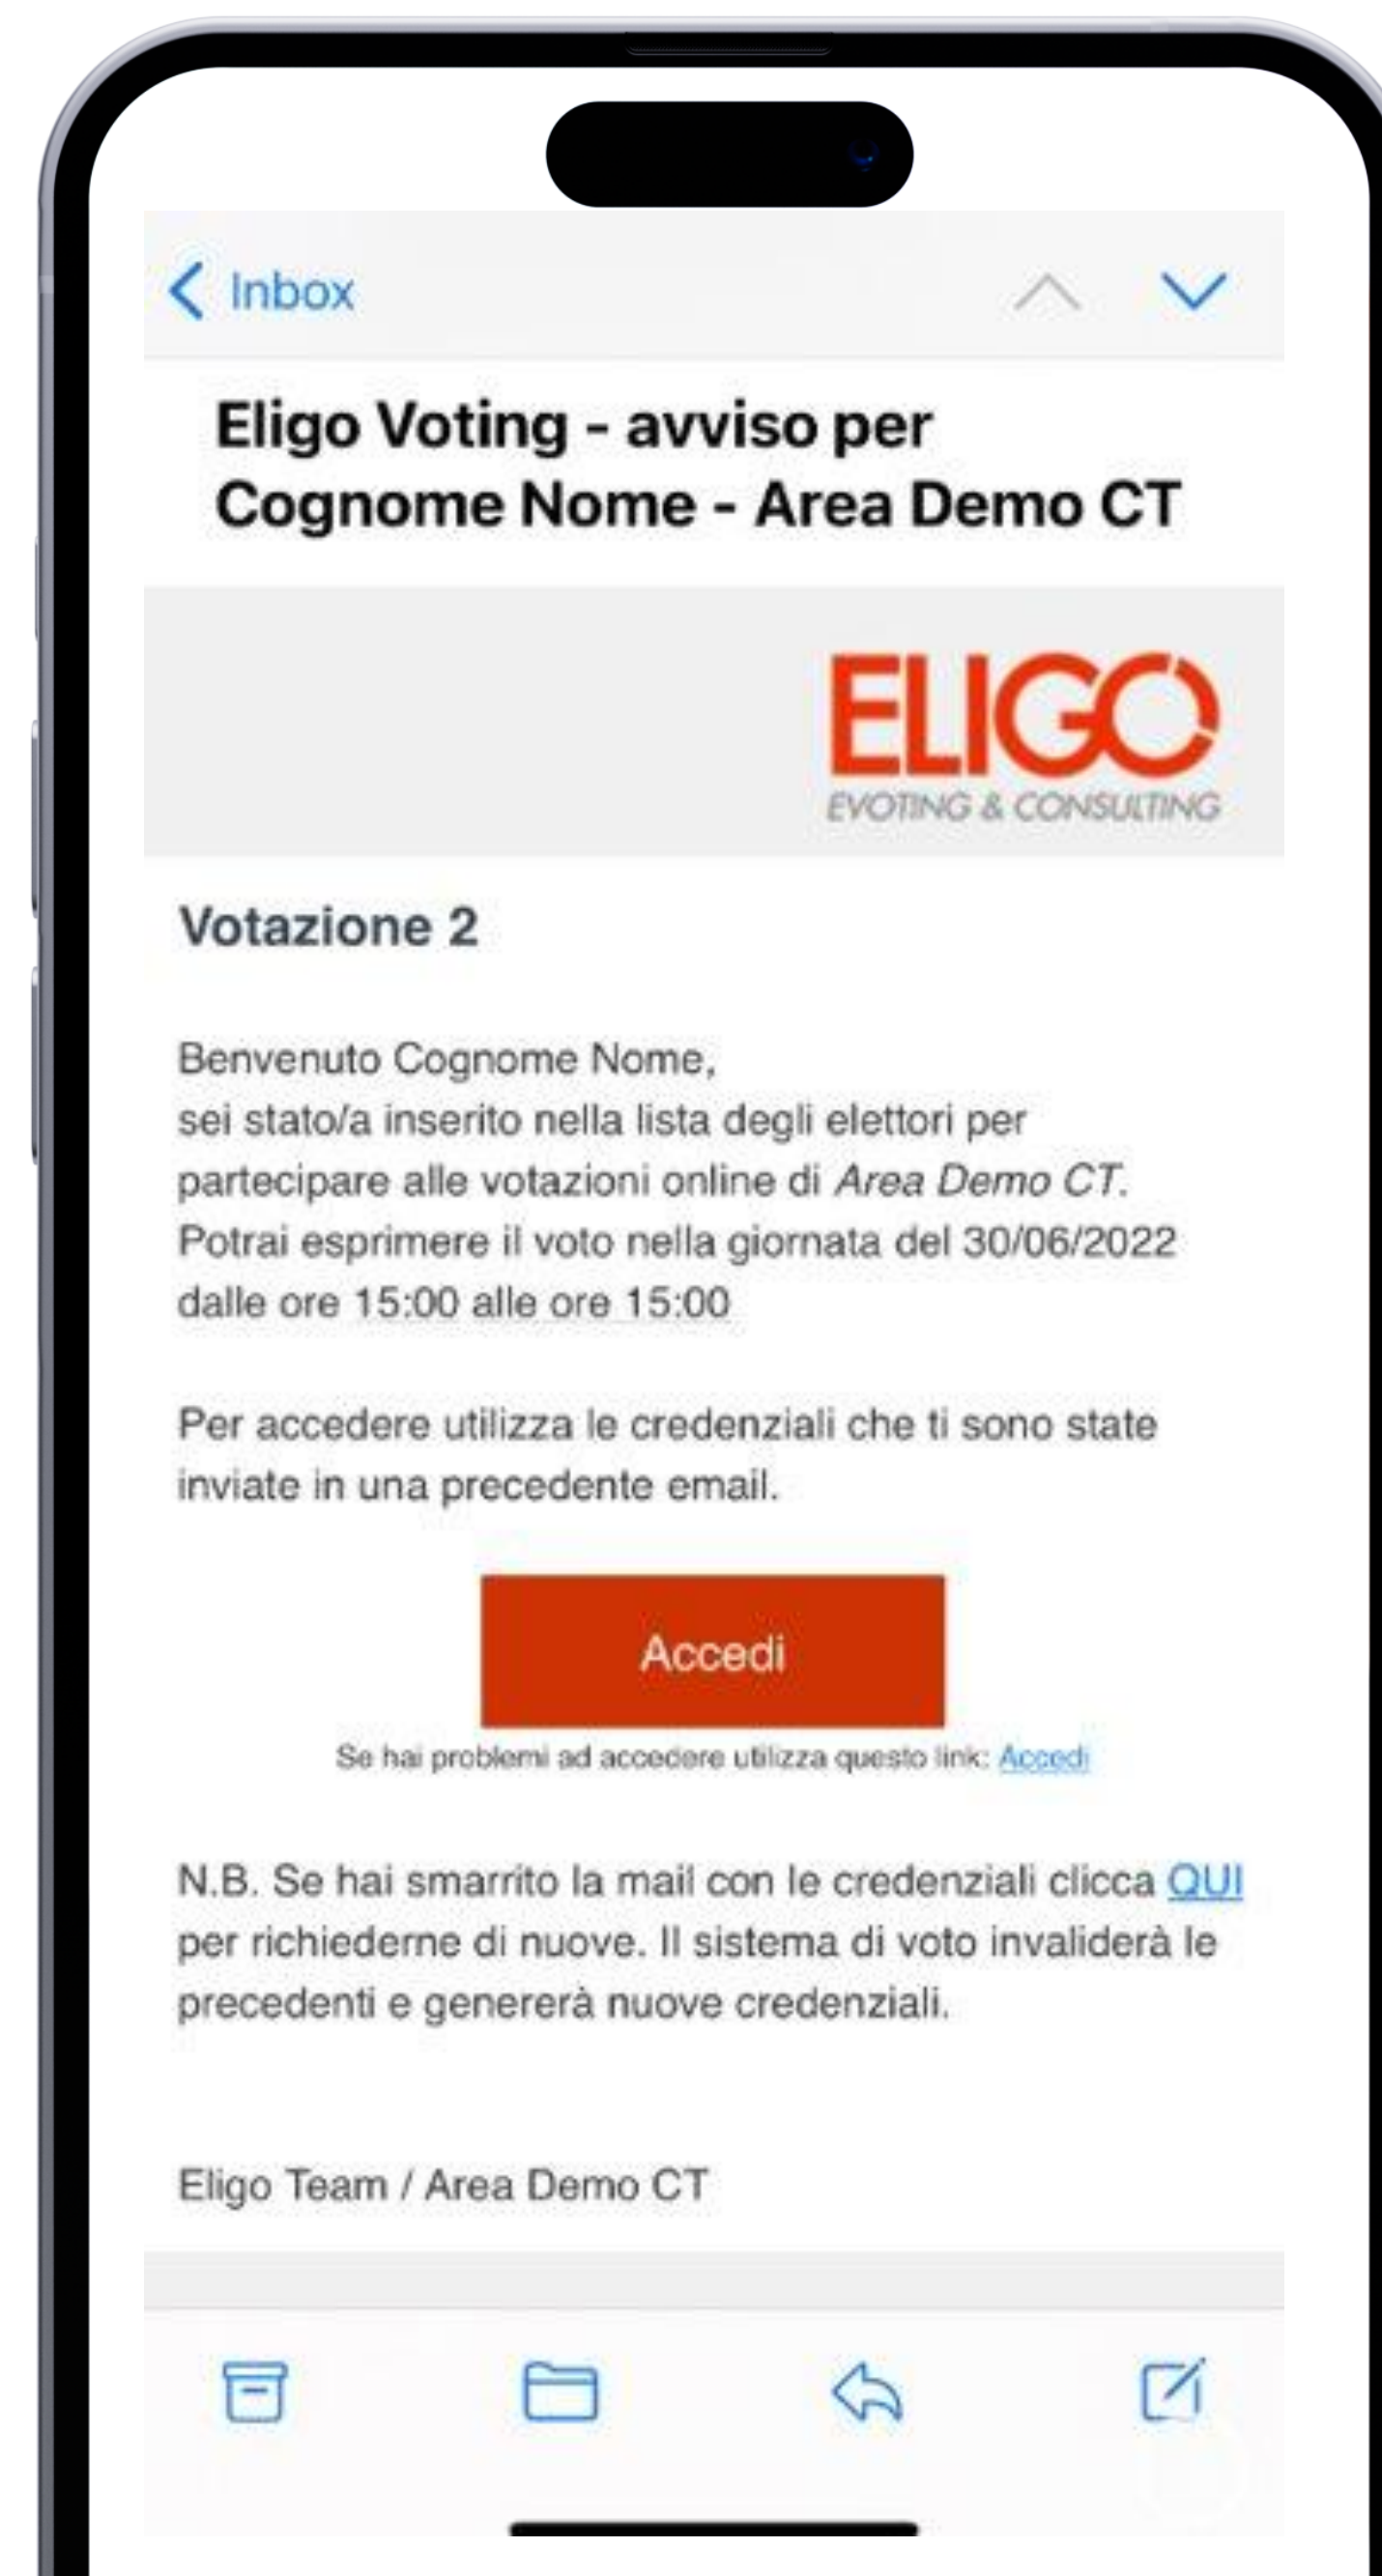 Inbox
Eligo Voting - avviso per
Cognome Nome - Area Demo CT
ELIGO
EVOTING & CONSULTING
Votazione 2
Benvenuto Cognome Nome,
sei stato/a inserito nella lista degli elettori per
partecipare alle votazioni online di Area Demo CT.
Potrai esprimere il voto nella giornata del 30/06/2022
dalle ore 15:00 alle ore 15:00
Per accedere utilizza le credenziali che ti sono state
inviate in una precedente email.
Accedi
Se hai problemi ad accedere utilizza questo link: Accedi
N.B. Se hai smarrito la mail con le credenziali clicca QUI
per richiederne di nuove. Il sistema di voto invaliderà le
precedenti e genererà nuove credenziali.
Eligo Team / Area Demo CT